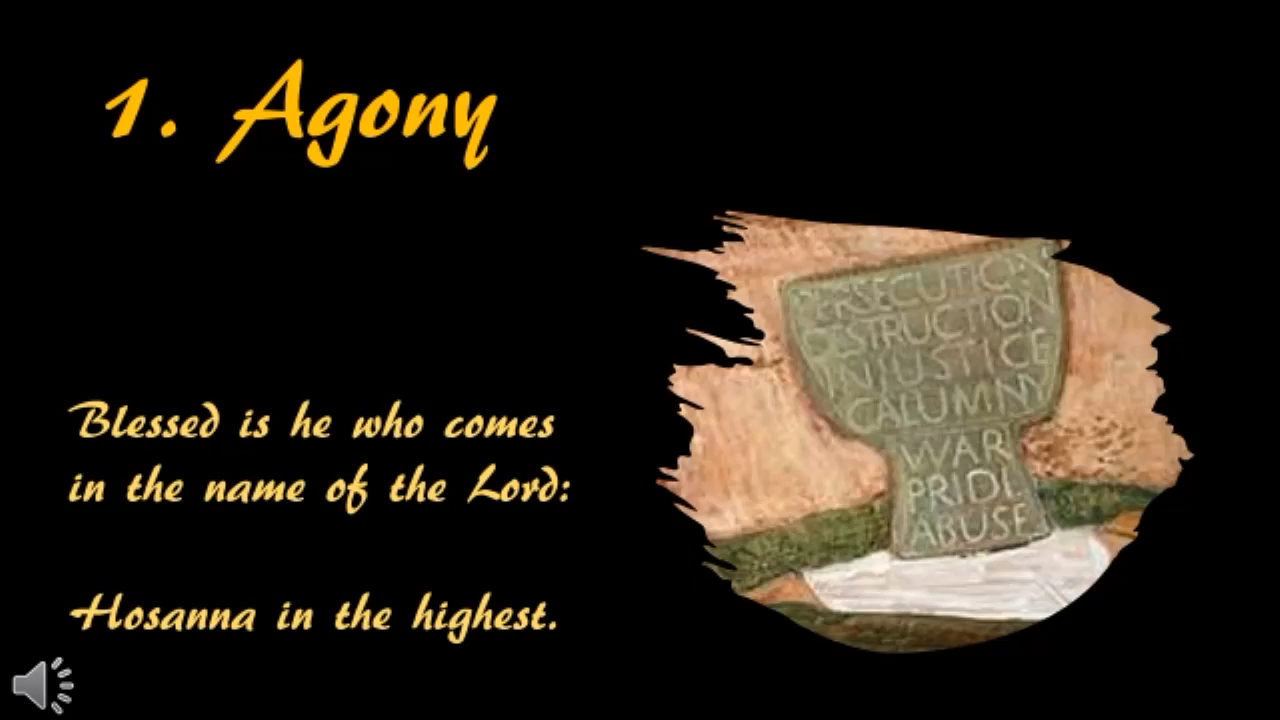 1. Agony
Blessed is he who comes
in the name of the Lord:
Hosanna in the highest.
PERSECUTION
DESTRUCTION
INJUSTICE
CALUMNY
WAR
PRIDE
ABUSE